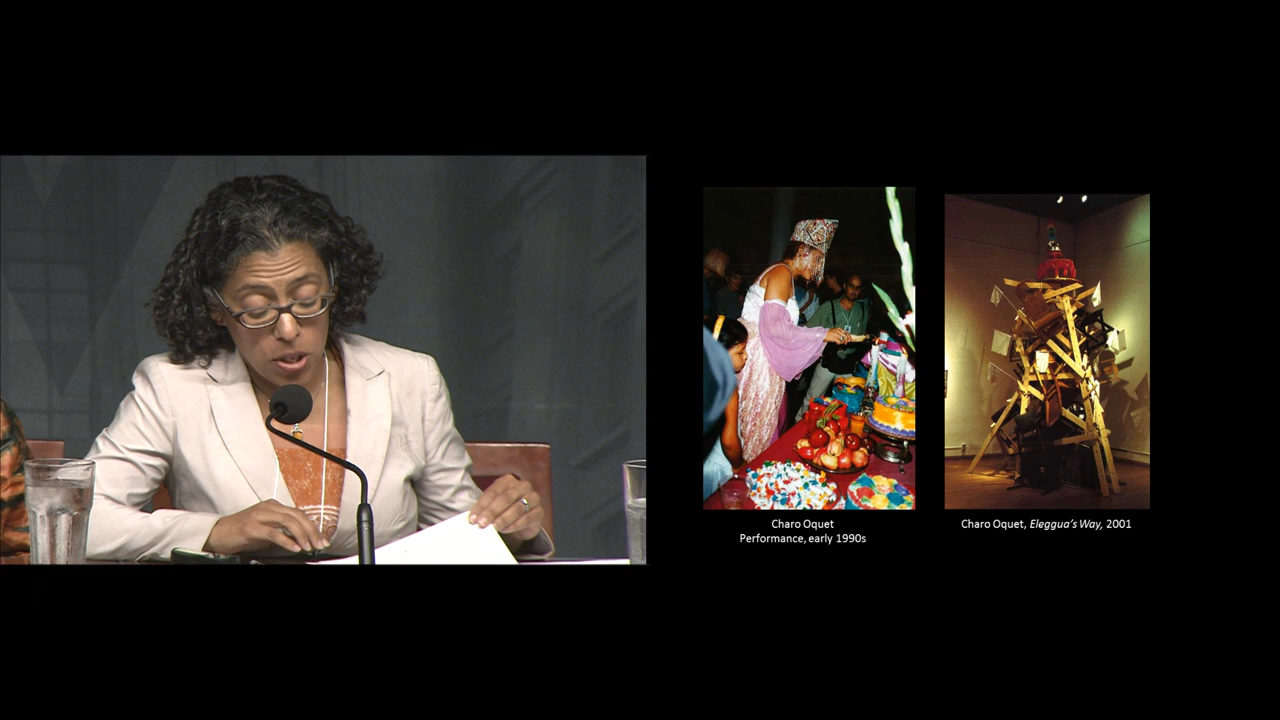 Charo Oquet
Performance, early 1990s
Charo Oquet, Eleggua's Way, 2001